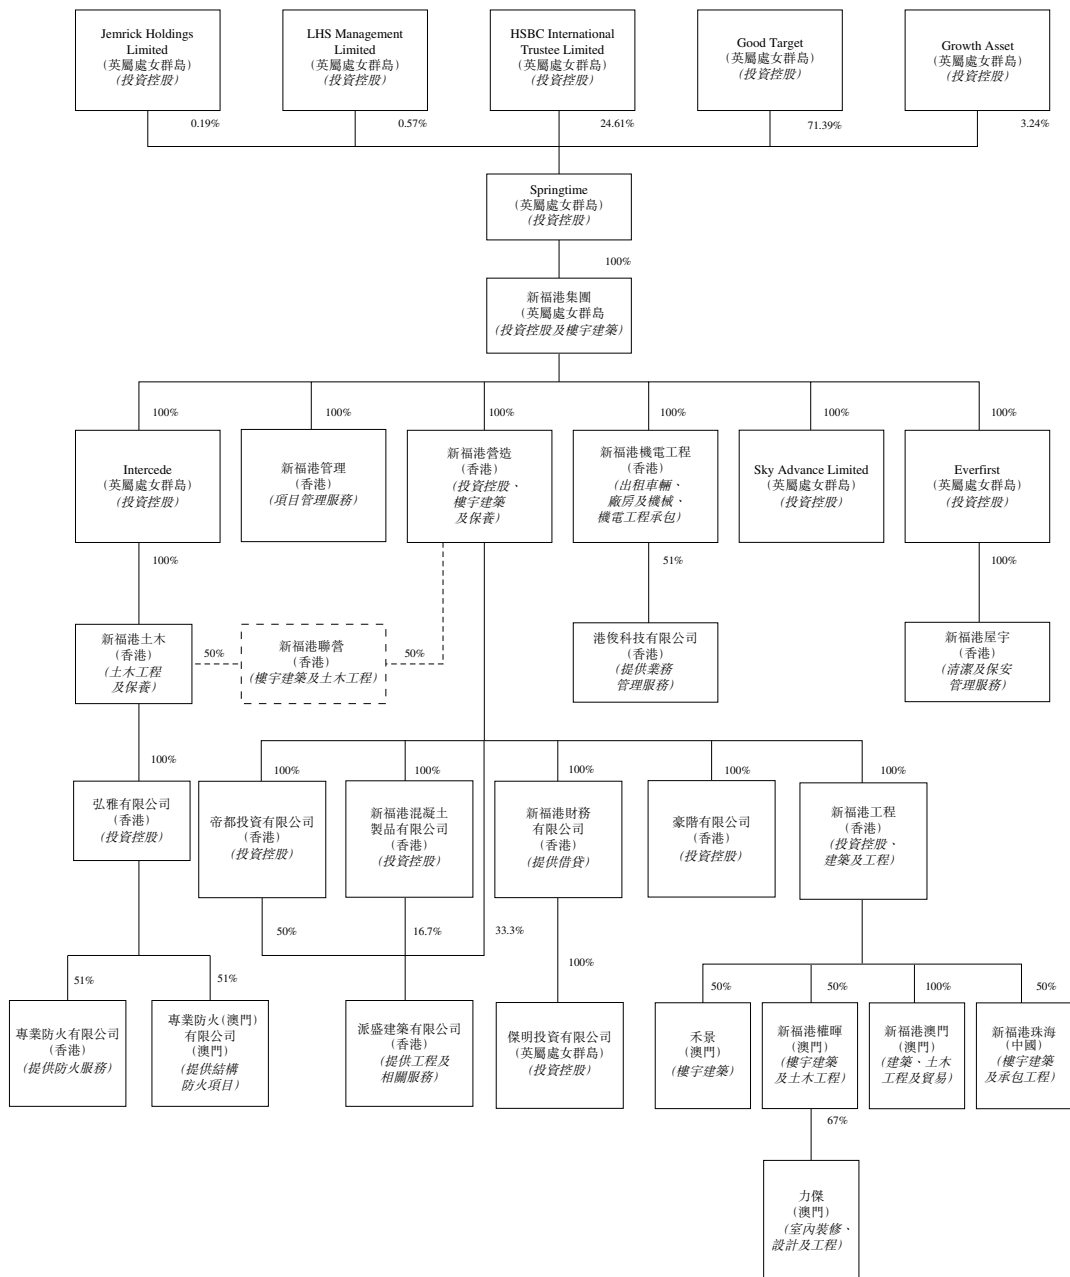 Jemrick Holdings
Limited
(英屬處女群島)
(投資控股)
LHS Management
Limited
(英屬處女群島)
(投資控股)
HSBC International
Trustee Limited
(英屬處女群島)
(投資控股)
Good Target
(英屬處女群島)
(投資控股)
Growth Asset
(英屬處女群島)
(投資控股)
0.19%
0.57%
24.61%
71.39%
3.24%
Springtime
(英屬處女群島)
(投資控股)
100%
新福港集團
(英屬處女群島)
(投資控股及樓宇建築)
100%
100%
100%
100%
100%
100%
Intercede
(英屬處女群島)
(投資控股)
新福港管理
(香港)
(項目管理服務)
新福港營造
(香港)
(投資控股、
樓宇建築
及保養)
新福港機電工程
(香港)
(出租車輛、
廠房及機械、
機電工程承包)
Sky Advance Limited
(英屬處女群島)
(投資控股)
Everfirst
(英屬處女群島)
(投資控股)
100%
51%
100%
新福港土木
(香港)
(土木工程
及保養)
50%
新福港聯營
(香港)
(樓宇建築及土木工程)
50%
港俊科技有限公司
(香港)
(提供業務
管理服務)
新福港屋宇
(香港)
(清潔及保安
管理服務)
100%
100%
100%
100%
100%
100%
弘雅有限公司
(香港)
(投資控股)
帝都投資有限公司
(香港)
(投資控股)
新福港混凝土
製品有限公司
(香港)
(投資控股)
新福港財務
有限公司
(香港)
(提供借貸)
豪階有限公司
(香港)
(投資控股)
新福港工程
(香港)
(投資控股、
建築及工程)
50%
16.7%
33.3%
100%
51%
51%
50%
50%
100%
50%
專業防火有限公司
(香港)
(提供防火服務)
專業防火(澳門)
有限公司
(澳門)
(提供結構
防火項目)
派盛建築有限公司
(香港)
(提供工程及
相關服務)
傑明投資有限公司
(英屬處女群島)
(投資控股)
禾景
(澳門)
(樓宇建築)
新福港權暉
(澳門)
(樓宇建築
及土木工程)
新福港澳門
(澳門)
(建築、土木
工程及貿易)
新福港珠海
(中國)
(樓宇建築
及承包工程)
67%
力傑
(澳門)
(室內裝修、
設計及工程)